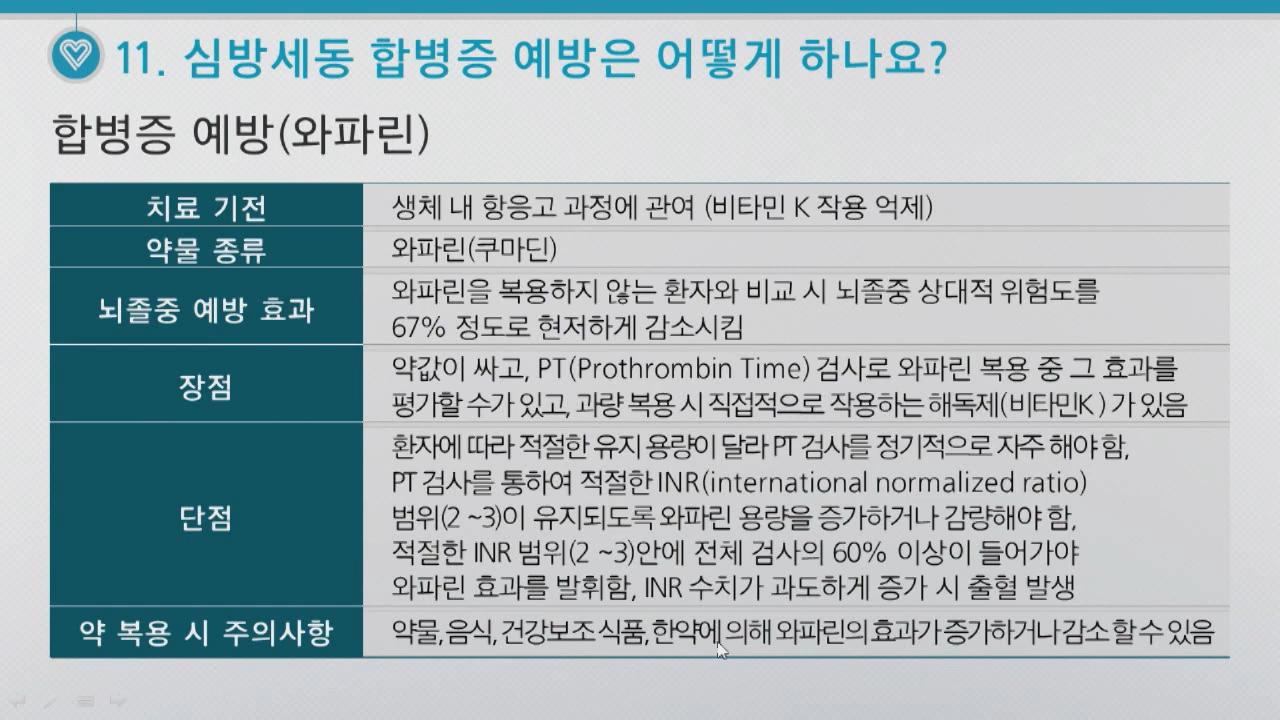 11. 심방세동 합병증 예방은 어떻게 하나요?
합병증 예방(와파린)
치료 기전
생체 내 항응고 과정에 관여 (비타민 K 작용 억제)
약물 종류
와파린(쿠마딘)
뇌졸중 예방 효과
와파린을 복용하지 않는 환자와 비교 시 뇌졸중 상대적 위험도를
67% 정도로 현저하게 감소시킴
장점
약값이 싸고, PT(Prothrombin Time) 검사로 와파린 복용 중 그 효과를
평가할 수가 있고, 과량 복용 시 직접적으로 작용하는 해독제(비타민K ) 가 있음
단점
환자에 따라 적절한 유지 용량이 달라 PT 검사를 정기적으로 자주 해야 함,
PT 검사를 통하여 적절한 INR(international normalized ratio)
범위(2 ~3)이 유지되도록 와파린 용량을 증가하거나 감량해야 함,
적절한 INR 범위(2 ~3)안에 전체 검사의 60% 이상이 들어가야
와파린 효과를 발휘함, INR 수치가 과도하게 증가 시 출혈 발생
약 복용 시 주의사항
약물, 음식, 건강보조 식품, 한약에 의해 와파린의 효과가 증가하거나 감소 할 수 있음